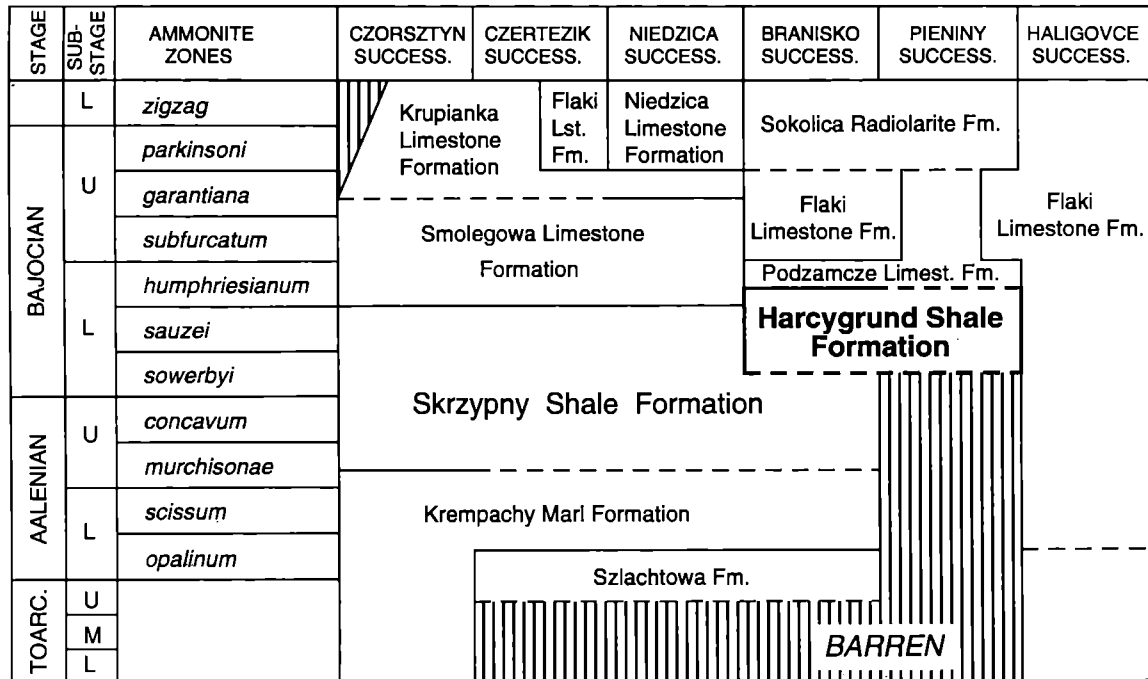 STAGE
SUB-
STAGE
AMMONITE
ZONES
CZORSZTYN
SUCCESS.
CZERTEZIK
SUCCESS.
NIEDZICA
SUCCESS.
BRANISKO
SUCCESS.
PIENINY
SUCCESS.
HALIGOVCE
SUCCESS.
L
zigzag
Krupianka
Limestone
Formation
Flaki
Lst.
Fm.
Niedzica
Limestone
Formation
Sokolica Radiolarite Fm.
BAJOCIAN
U
parkinsoni
garantiana
subfurcatum
Smolegowa Limestone
Formation
Flaki
Limestone Fm.
Flaki
Limestone Fm.
L
humphriesianum
Podzamcze Limest. Fm.
sauzei
Harcygrund Shale
Formation
sowerbyi
Skrzypny Shale Formation
AALENIAN
U
concavum
murchisonae
L
scissum
Krempachy Marl Formation
opalinum
Szlachtowa Fm.
TOARC.
U
M
L
BARREN